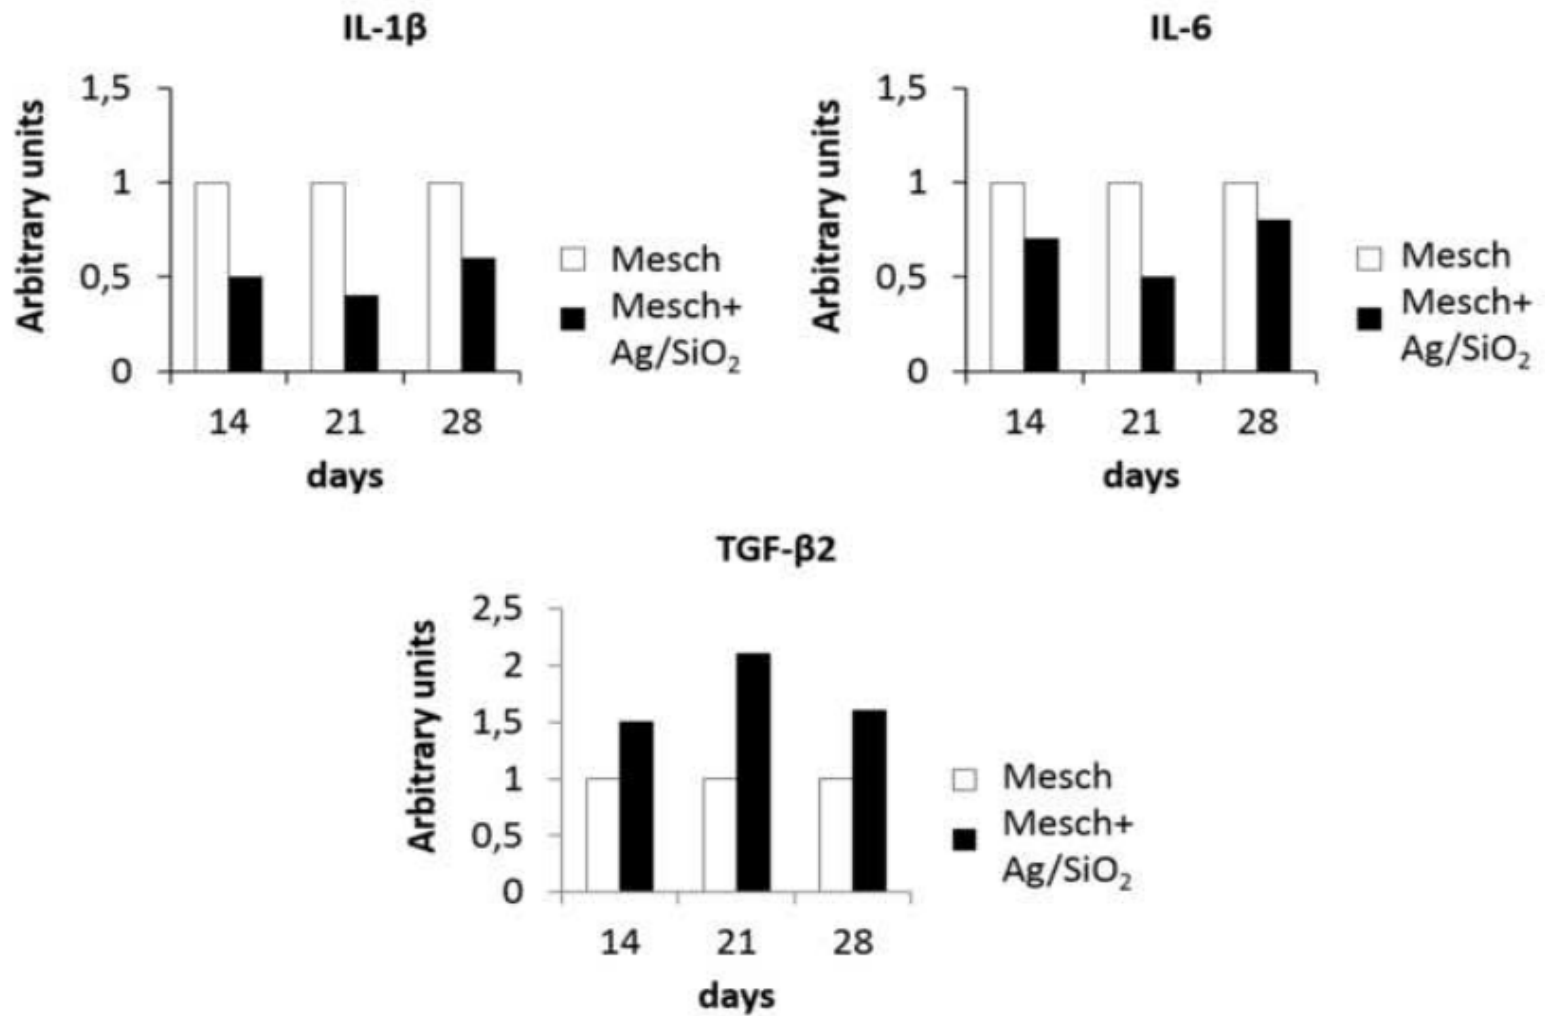 IL-1β
Arbitrary units
1,5
1
0,5
0
14 21 28
days
Mesch
Mesch+
Ag/SiO₂
IL-6
Arbitrary units
1,5
1
0,5
0
14 21 28
days
Mesch
Mesch+
Ag/SiO₂
TGF-β2
Arbitrary units
2,5
2
1,5
1
0,5
0
14 21 28
days
Mesch
Mesch+
Ag/SiO₂